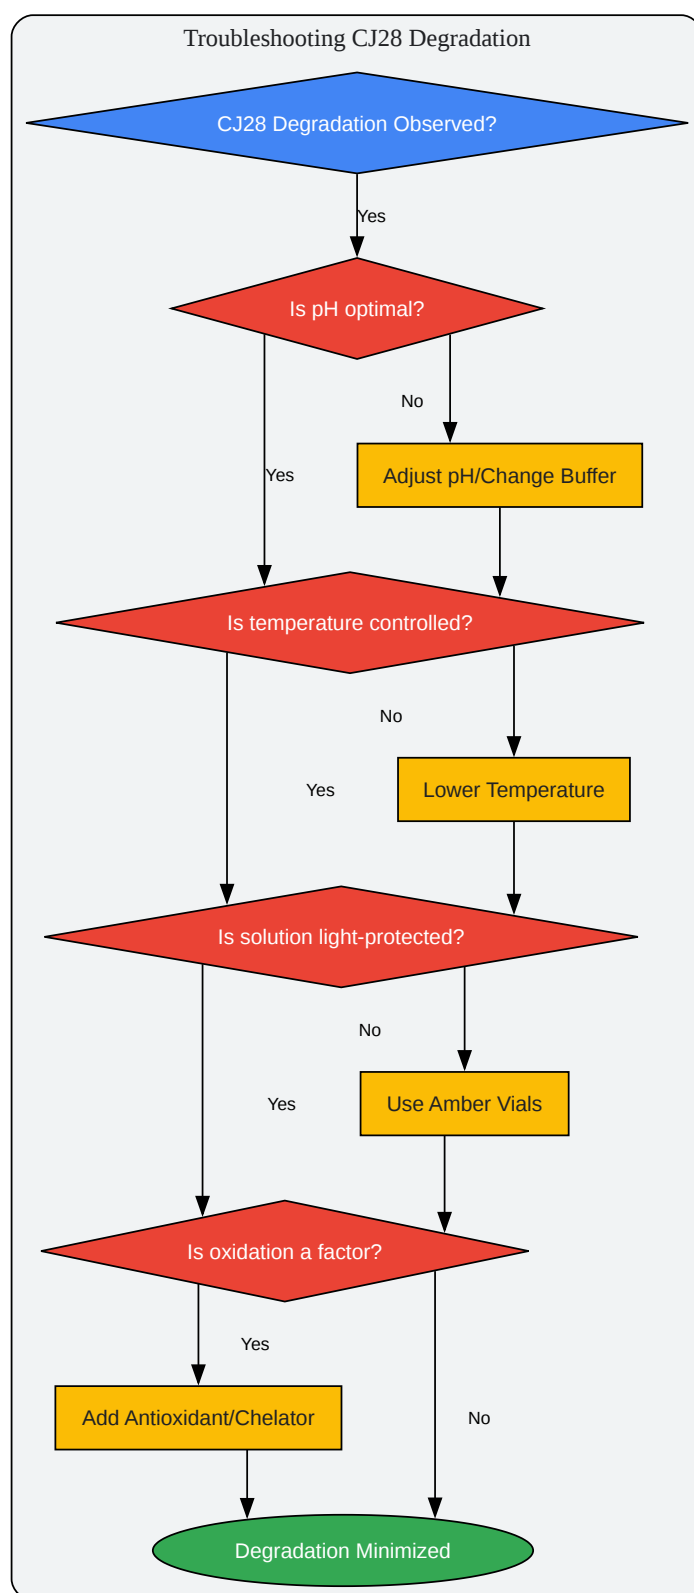 Troubleshooting CJ28 Degradation
CJ28 Degradation Observed?
Yes
Is pH optimal?
No
Yes
Adjust pH/Change Buffer
Is temperature controlled?
No
Yes
Lower Temperature
Is solution light-protected?
No
Yes
Use Amber Vials
Is oxidation a factor?
Yes
Add Antioxidant/Chelator
No
Degradation Minimized